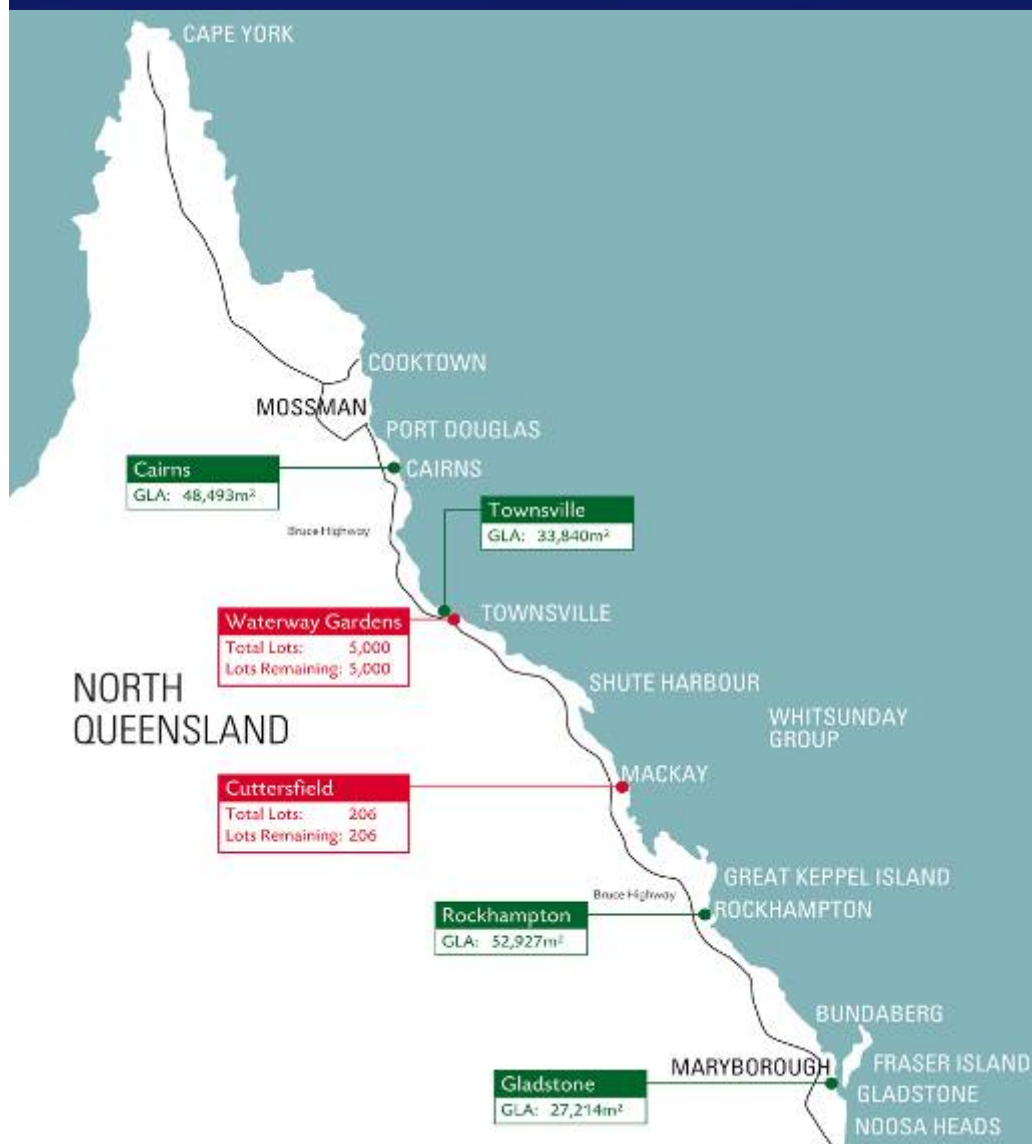 CAPE YORK
COOKTOWN
MOSSMAN
PORT DOUGLAS
Cairns
GLA: 48,493m²
CAIRNS
Bruce Highway
Townsville
GLA: 33,840m²
Waterway Gardens
Total Lots: 5,000
Lots Remaining: 5,000
TOWNSVILLE
NORTH
QUEENSLAND
SHUTE HARBOUR
WHITSUNDAY
GROUP
MACKAY
Cuttersfield
Total Lots: 206
Lots Remaining: 206
GREAT KEPPEL ISLAND
Bruce Highway
ROCKHAMPTON
Rockhampton
GLA: 52,927m²
BUNDABERG
MARYBOROUGH
FRASER ISLAND
Gladstone
GLA: 27,214m²
GLADSTONE
NOOSA HEADS